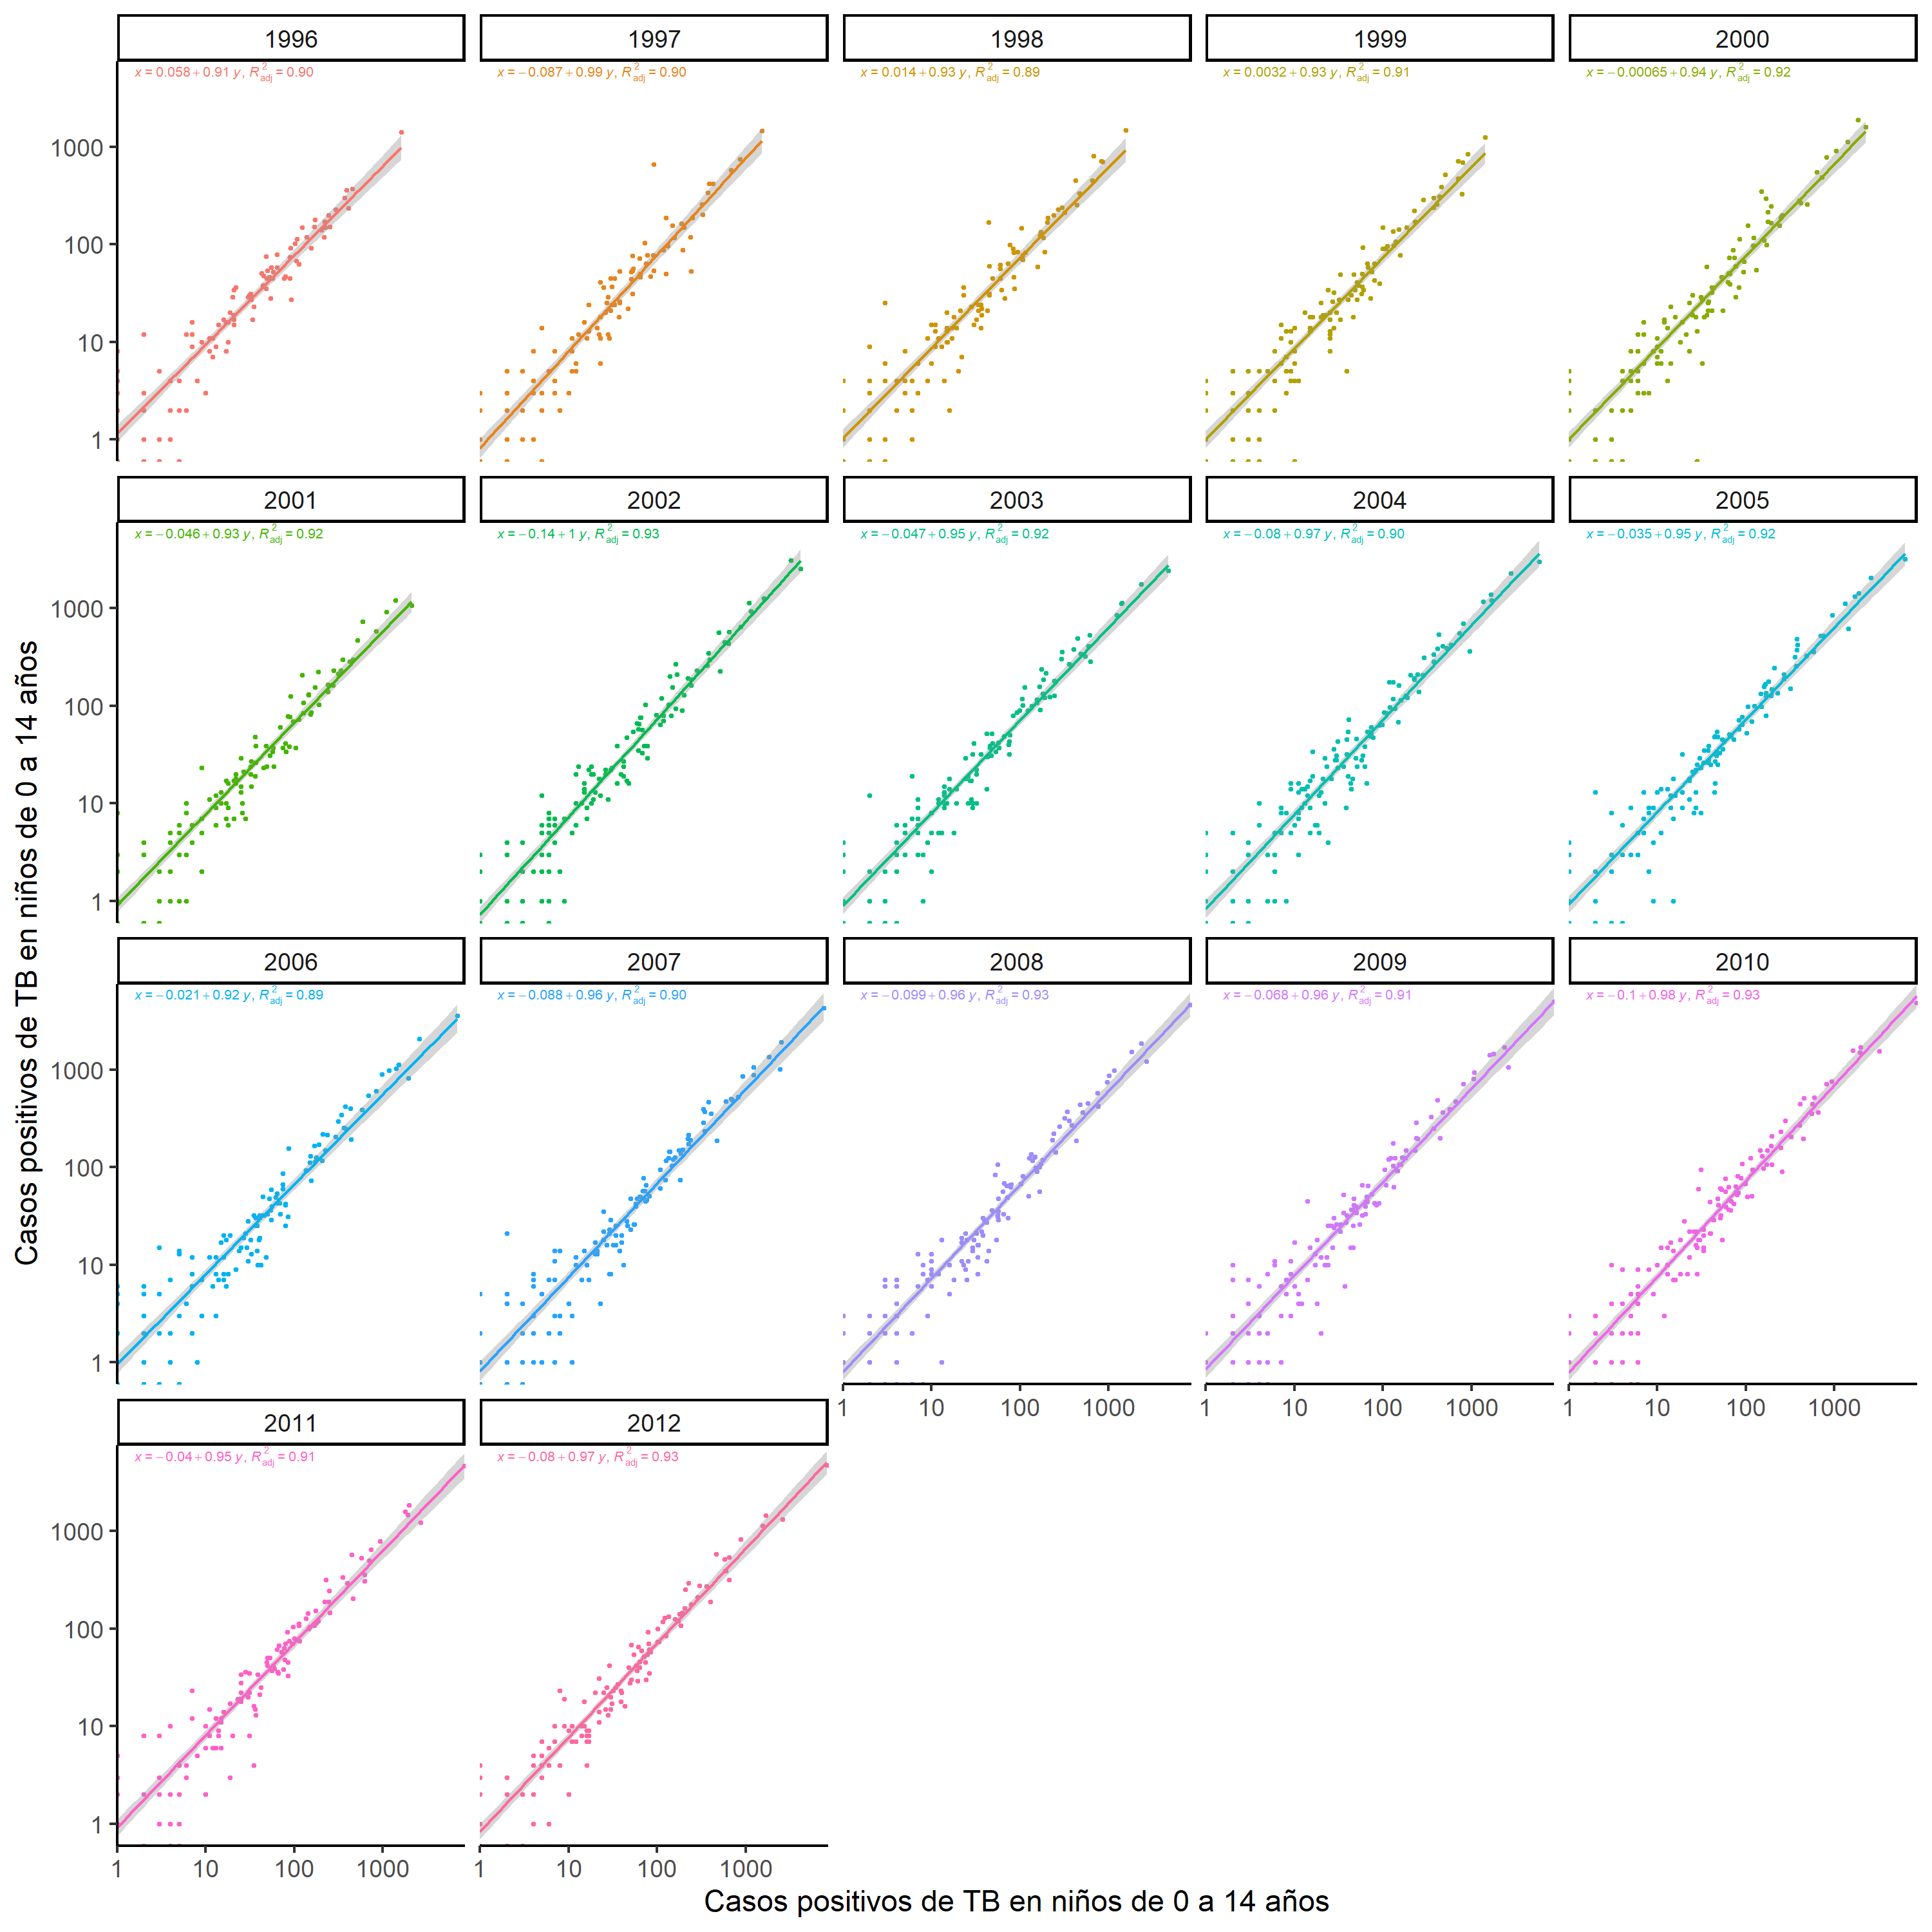 1996 1997 1998 1999 2000
x = 0.058 + 0.91 y, R²adj = 0.90 x = −0.087 + 0.99 y, R²adj = 0.90 x = 0.014 + 0.93 y, R²adj = 0.89 x = 0.0032 + 0.93 y, R²adj = 0.91 x = −0.00065 + 0.94 y, R²adj = 0.92
1000
100
10
1
2001 2002 2003 2004 2005
x = −0.046 + 0.93 y, R²adj = 0.92 x = −0.14 + 1 y, R²adj = 0.93 x = −0.047 + 0.95 y, R²adj = 0.92 x = −0.08 + 0.97 y, R²adj = 0.90 x = −0.035 + 0.95 y, R²adj = 0.92
1000
100
10
1
Casos positivos de TB en niños de 0 a 14 años
2006 2007 2008 2009 2010
x = −0.021 + 0.92 y, R²adj = 0.89 x = −0.088 + 0.96 y, R²adj = 0.90 x = −0.099 + 0.96 y, R²adj = 0.93 x = −0.068 + 0.96 y, R²adj = 0.91 x = −0.1 + 0.98 y, R²adj = 0.93
1000
100
10
1
1 10 100 1000 1 10 100 1000 1 10 100 1000
2011 2012
x = −0.04 + 0.95 y, R²adj = 0.91 x = −0.08 + 0.97 y, R²adj = 0.93
1000
100
10
1
1 10 100 1000 1 10 100 1000
Casos positivos de TB en niños de 0 a 14 años